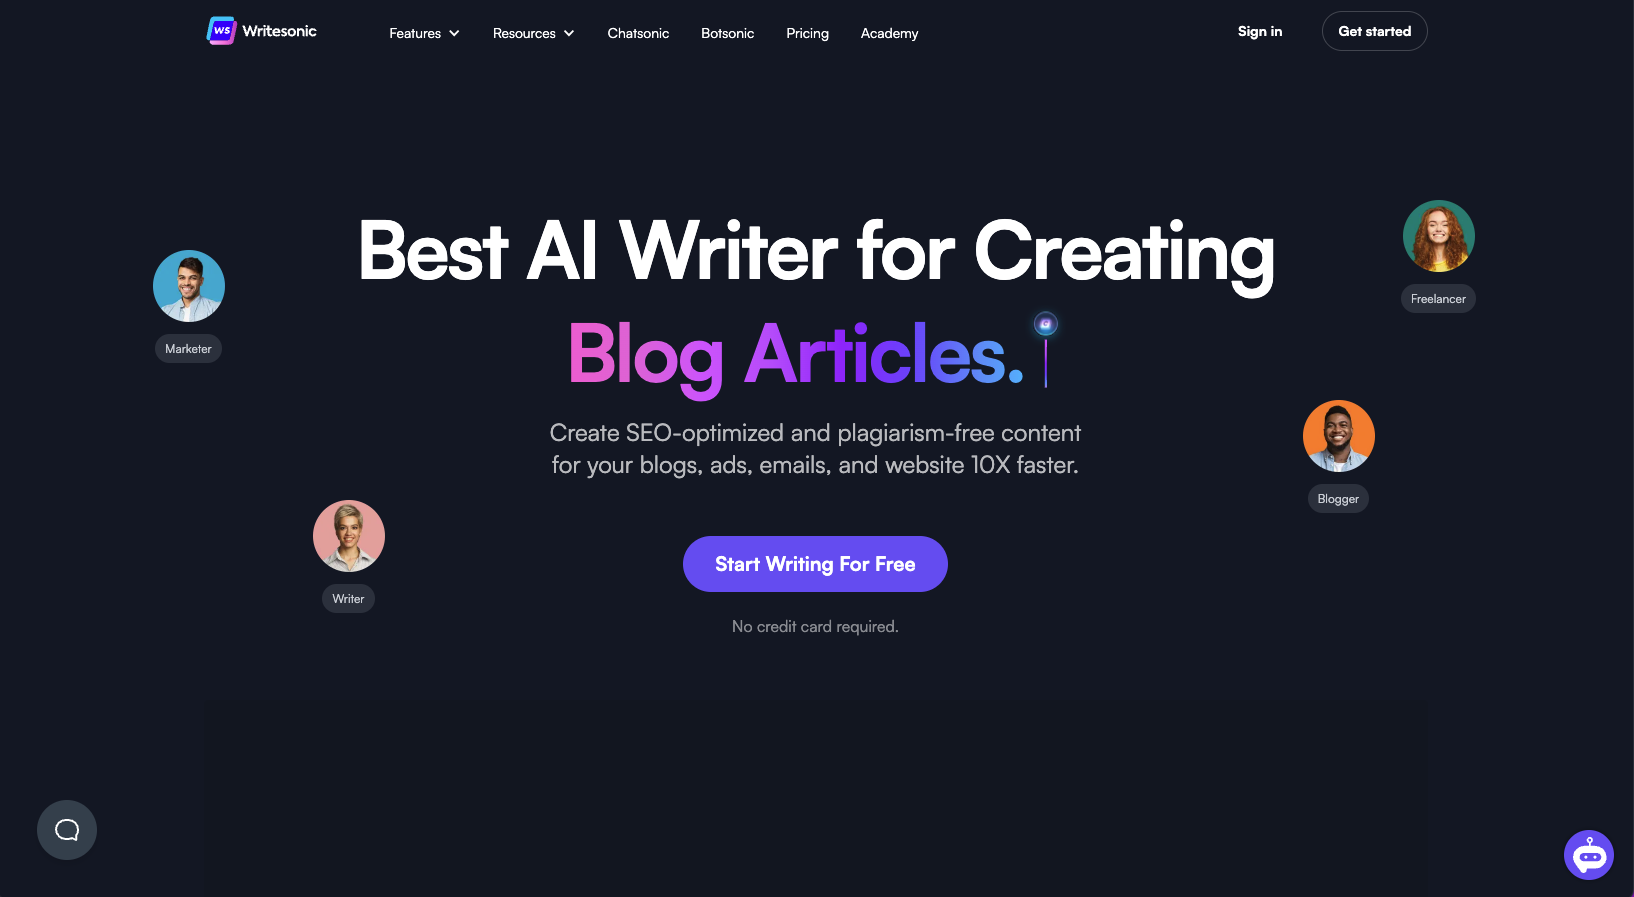 WS Writesonic
Features
Resources
Chatsonic
Botsonic
Pricing
Academy
Sign in
Get started
Best AI Writer for Creating
Blog Articles.
Create SEO-optimized and plagiarism-free content
for your blogs, ads, emails, and website 10X faster.
Start Writing For Free
No credit card required.
Marketer
Writer
Freelancer
Blogger